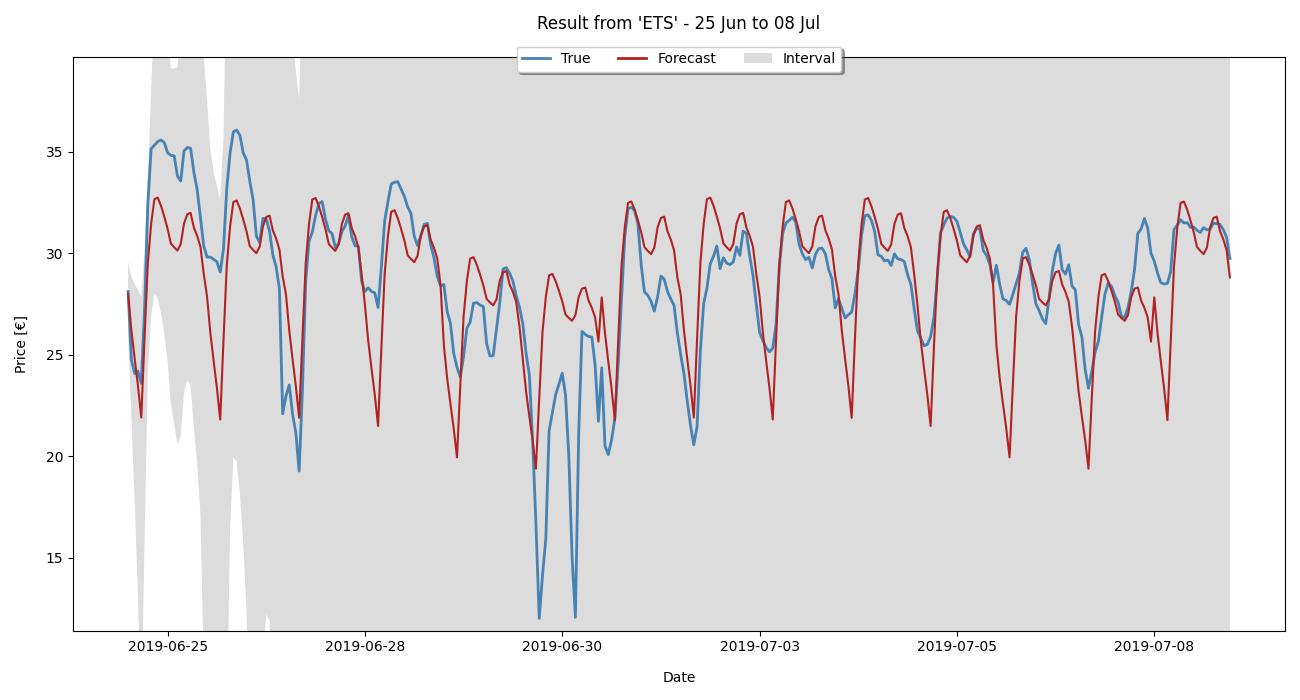 Result from 'ETS' - 25 Jun to 08 Jul
True Forecast Interval
Price [€]
35
30
25
20
15
2019-06-25 2019-06-28 2019-06-30 2019-07-03 2019-07-05 2019-07-08
Date